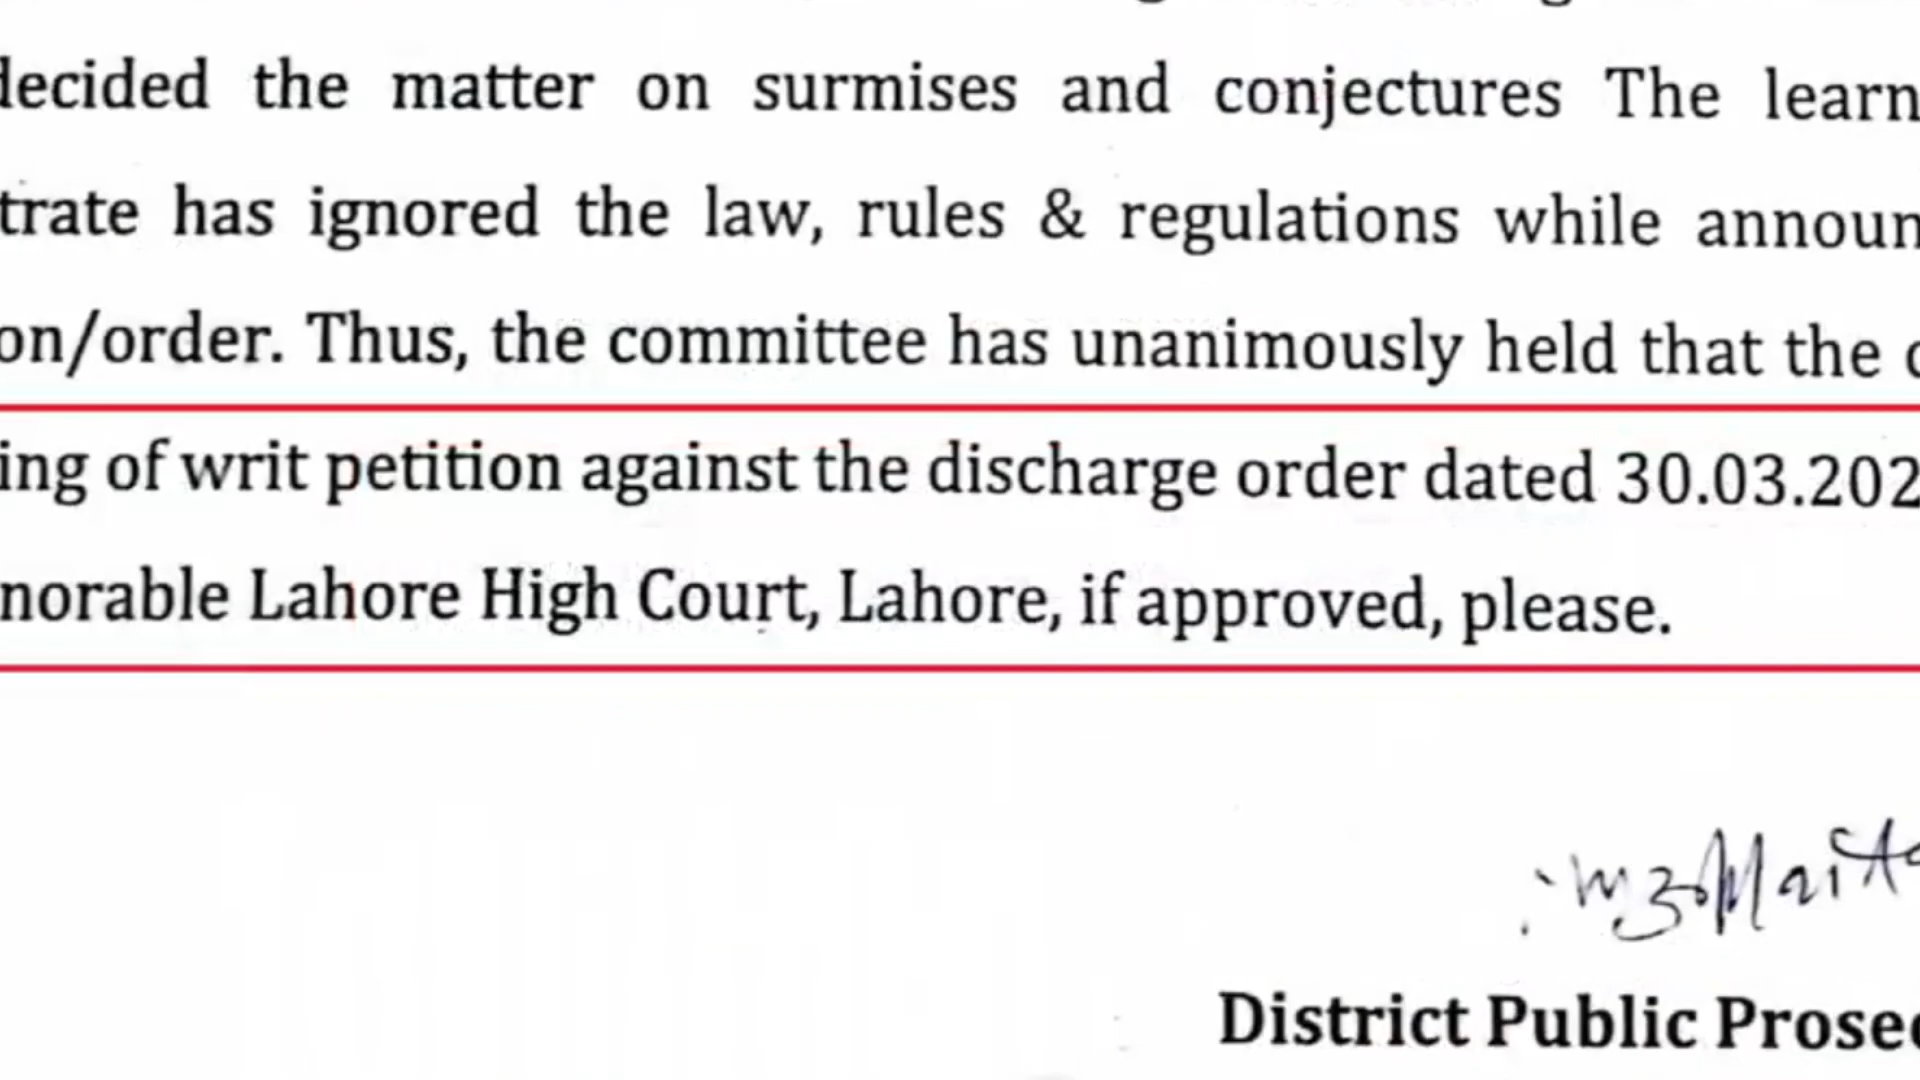 decided the matter on surmises and conjectures The learn
trate has ignored the law, rules & regulations while announ
on/order. Thus, the committee has unanimously held that the
ing of writ petition against the discharge order dated 30.03.202
norable Lahore High Court, Lahore, if approved, please.
District Public Prosec